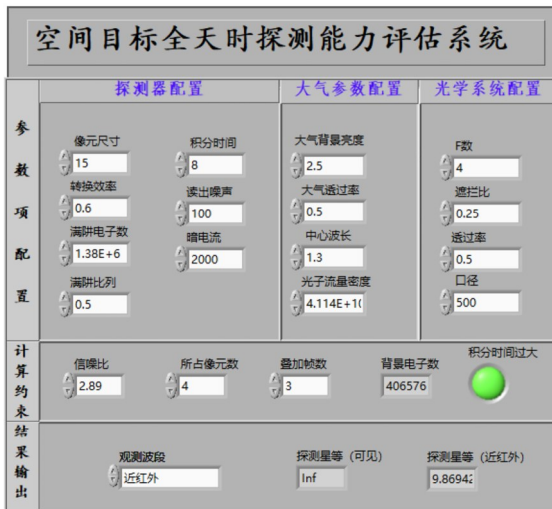 空间目标全天时探测能力评估系统
探测器配置
大气参数配置
光学系统配置
参数项配置
像元尺寸
15
积分时间
8
转换效率
0.6
读出噪声
100
满阱电子数
1.38E+6
暗电流
2000
满阱比列
0.5
大气背景亮度
2.5
大气透过率
0.5
中心波长
1.3
光子流量密度
4.114E+1(
F数
4
遮拦比
0.25
透过率
0.5
口径
500
计算约束
信噪比
2.89
所占像元数
4
叠加帧数
3
背景电子数
406576
积分时间过大
结果输出
观测波段
近红外
探测星等（可见）
Inf
探测星等（近红外）
9.8694